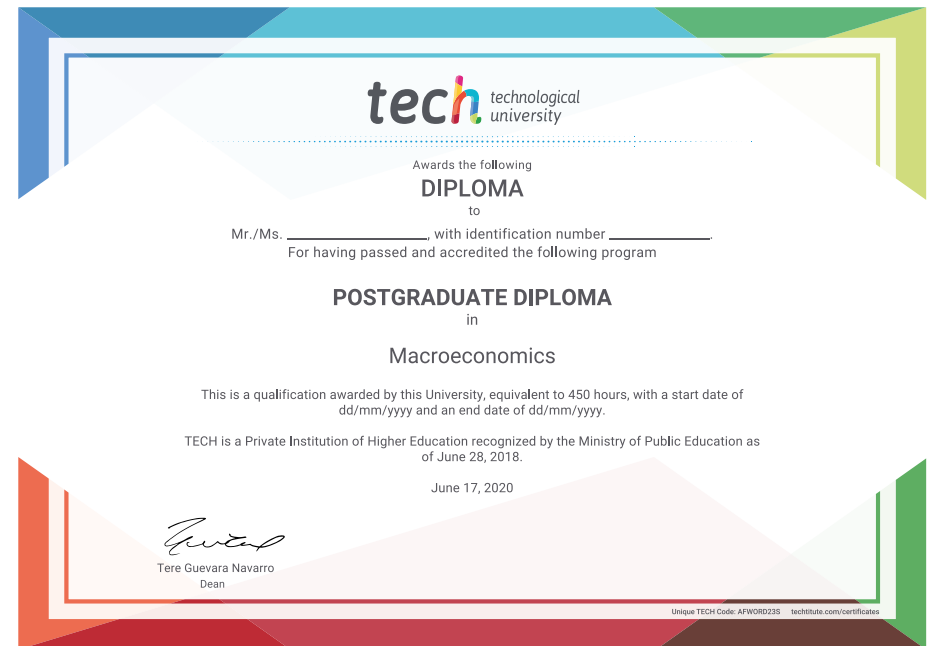 tech technological
university
Awards the following
DIPLOMA
to
Mr./Ms. ____________________, with identification number ______________.
For having passed and accredited the following program
POSTGRADUATE DIPLOMA
in
Macroeconomics
This is a qualification awarded by this University, equivalent to 450 hours, with a start date of
dd/mm/yyyy and an end date of dd/mm/yyyy.
TECH is a Private Institution of Higher Education recognized by the Ministry of Public Education as
of June 28, 2018.
June 17, 2020
Tere Guevara Navarro
Dean
Unique TECH Code: AFWORD23S techtitute.com/certificates